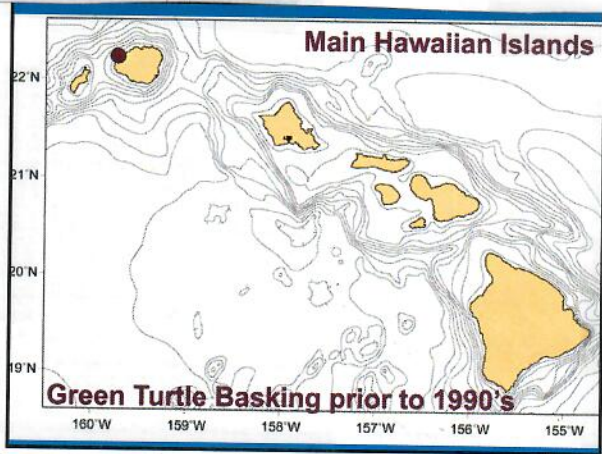 Main Hawaiian Islands
22°N
21°N
20°N
19°N
Green Turtle Basking prior to 1990's
160°W 159°W 158°W 157°W 156°W 155°W